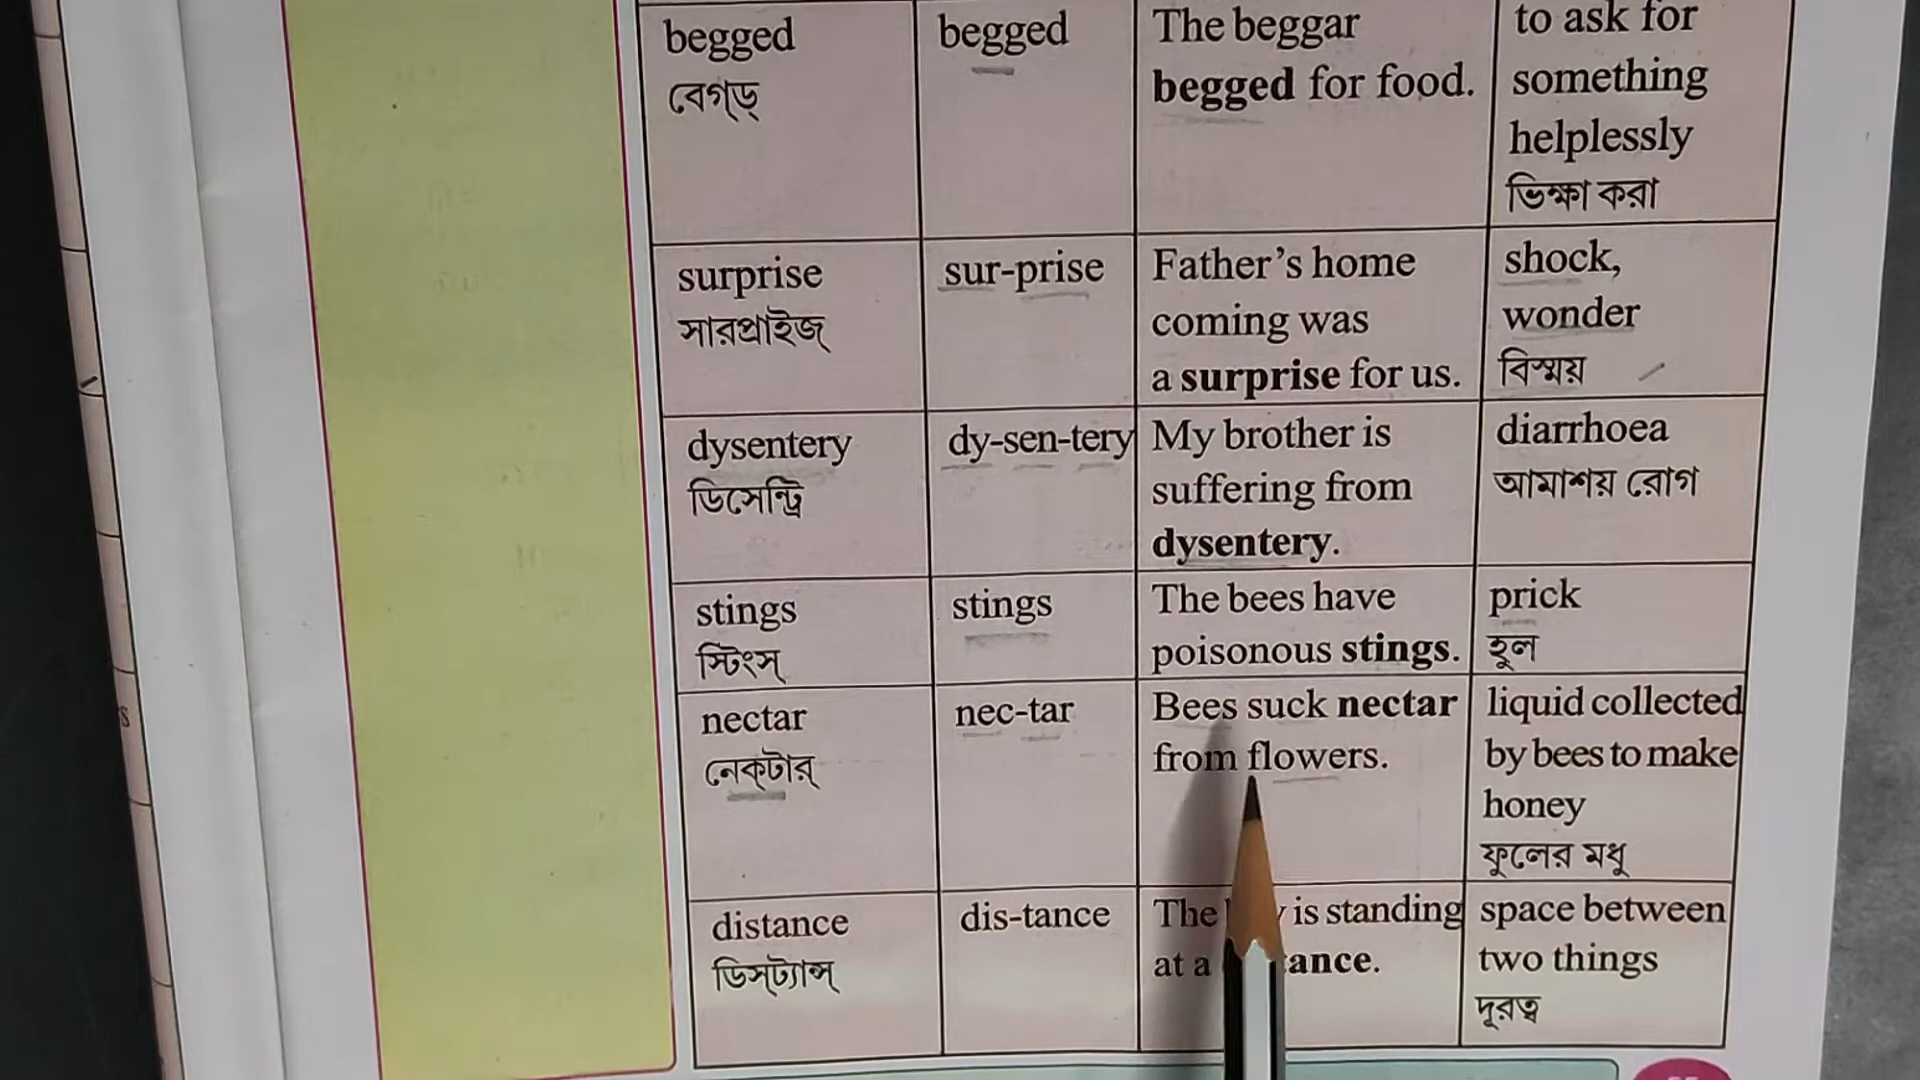 begged
বেগ্ড্
begged
The beggar
begged for food.
to ask for
something
helplessly
ভিক্ষা করা
surprise
সারপ্রাইজ্
sur-prise
Father’s home
coming was
a surprise for us.
shock,
wonder
বিস্ময়
dysentery
ডিসেন্ট্রি
dy-sen-tery
My brother is
suffering from
dysentery.
diarrhoea
আমাশয় রোগ
stings
স্টিংস্
stings
The bees have
poisonous stings.
prick
হূল
nectar
নেক্‌টার্
nec-tar
Bees suck nectar
from flowers.
liquid collected
by bees to make
honey
ফুলের মধু
distance
ডিস্‌ট্যান্স্
dis-tance
The is standing
at a
space between
two things
দূরত্ব